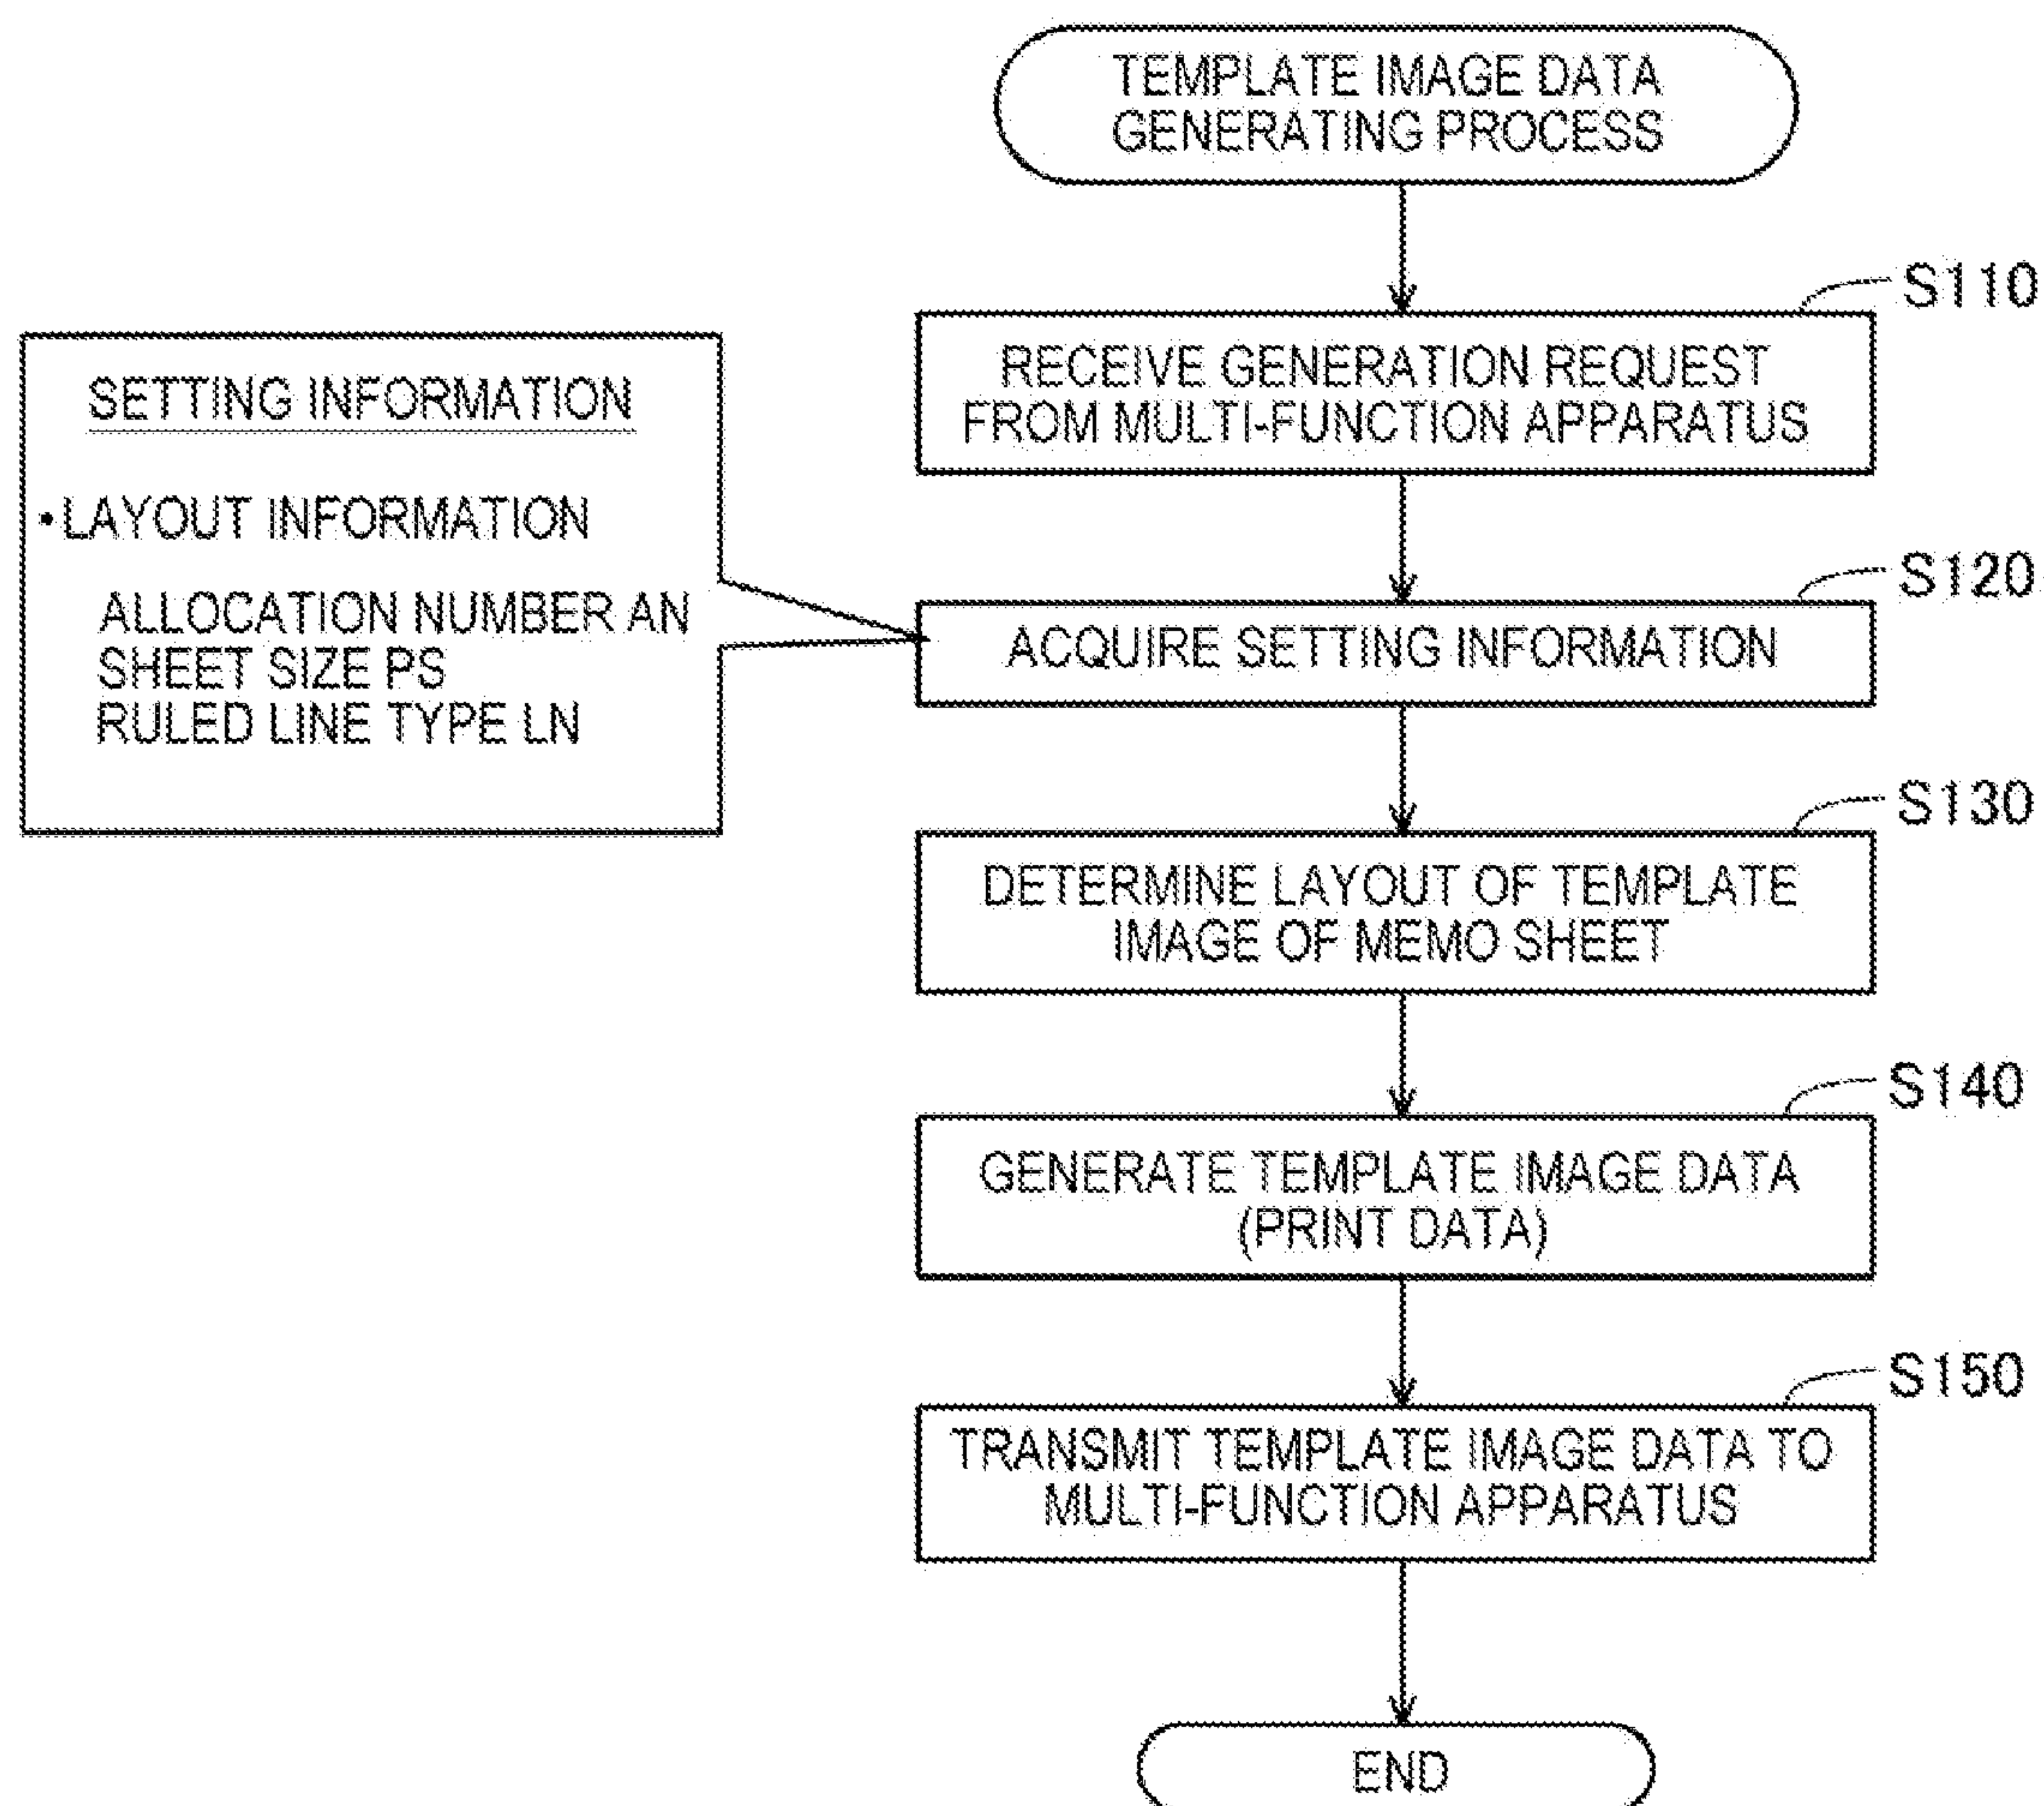 TEMPLATE IMAGE DATA
GENERATING PROCESS
S110
RECEIVE GENERATION REQUEST
FROM MULTI-FUNCTION APPARATUS
SETTING INFORMATION
•LAYOUT INFORMATION
ALLOCATION NUMBER AN
SHEET SIZE PS
RULED LINE TYPE LN
S120
ACQUIRE SETTING INFORMATION
S130
DETERMINE LAYOUT OF TEMPLATE
IMAGE OF MEMO SHEET
S140
GENERATE TEMPLATE IMAGE DATA
(PRINT DATA)
S150
TRANSMIT TEMPLATE IMAGE DATA TO
MULTI-FUNCTION APPARATUS
END